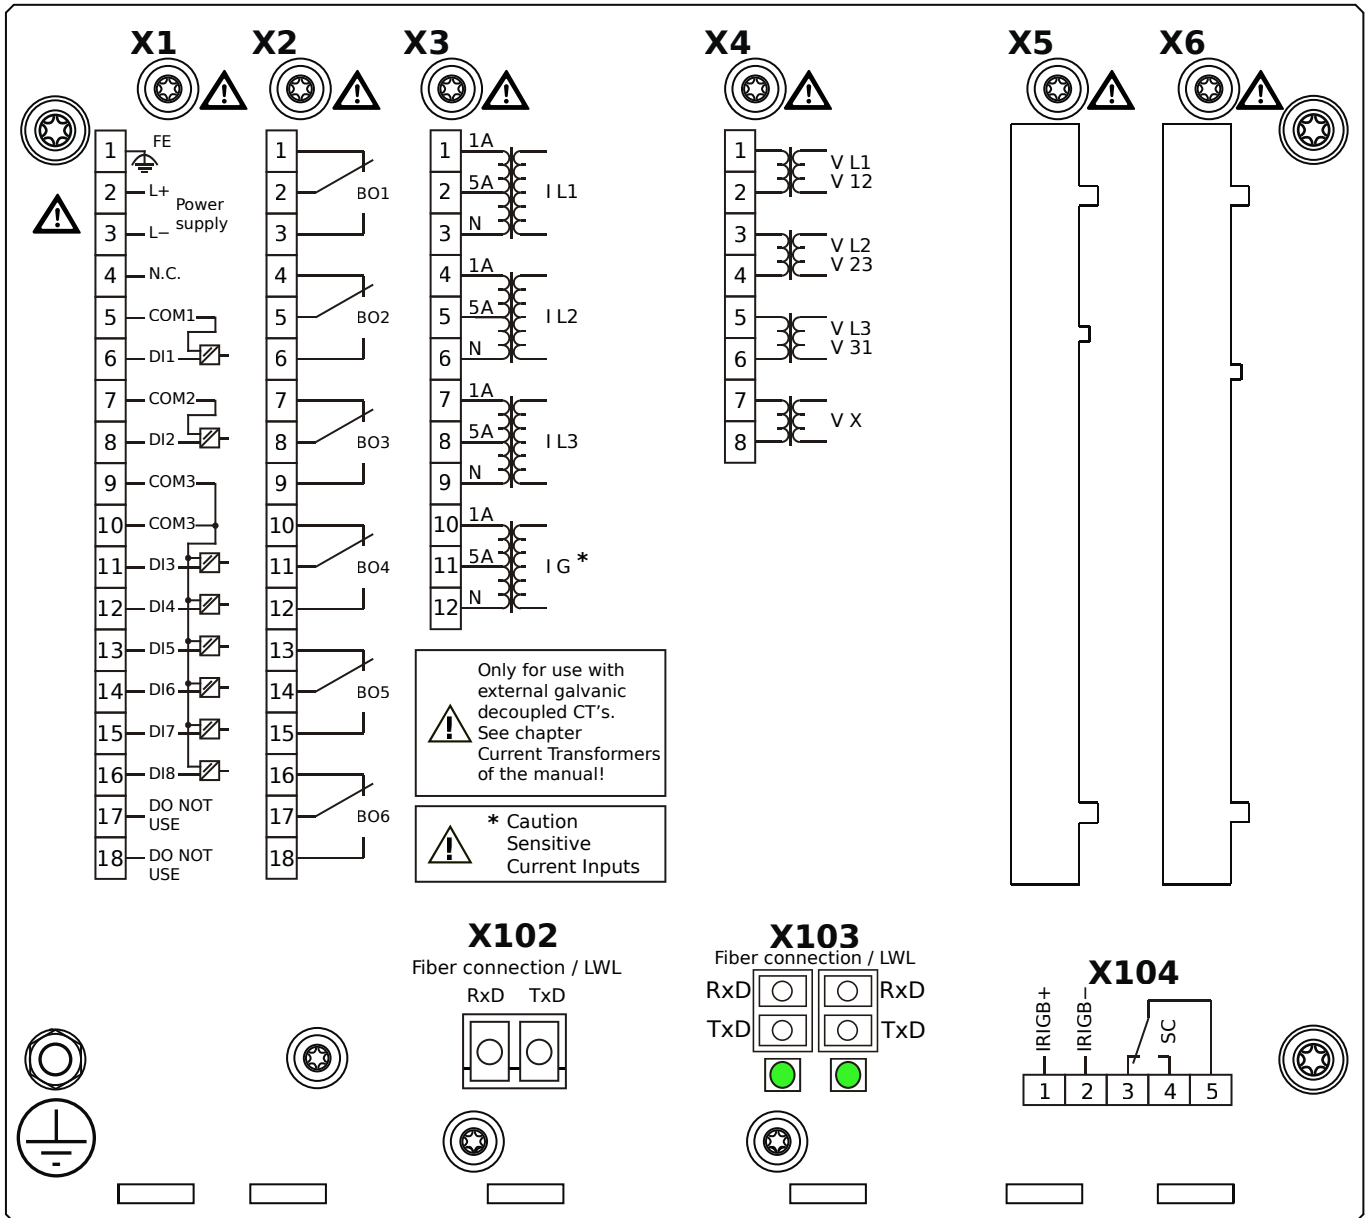 X1
X2
X3
X4
X5
X6
1
FE
2
L+
Power
supply
3
L−
4
N.C.
5
COM1
6
DI1
7
COM2
8
DI2
9
COM3
10
COM3
11
DI3
12
DI4
13
DI5
14
DI6
15
DI7
16
DI8
17
DO NOT
USE
18
DO NOT
USE
1
2
BO1
3
4
5
BO2
6
7
8
BO3
9
10
11
BO4
12
13
14
BO5
15
16
17
BO6
18
1
1A
2
5A
I L1
3
N
4
1A
5
5A
I L2
6
N
7
1A
8
5A
I L3
9
N
10
1A
11
5A
I G *
12
N
Only for use with
external galvanic
decoupled CT's.
See chapter
Current Transformers
of the manual!
* Caution
Sensitive
Current Inputs
1
V L1
2
V 12
3
V L2
4
V 23
5
V L3
6
V 31
7
V X
8
X102
Fiber connection / LWL
RxD TxD
X103
Fiber connection / LWL
RxD RxD
TxD TxD
X104
IRIGB+
IRIGB−
SC
1 2 3 4 5